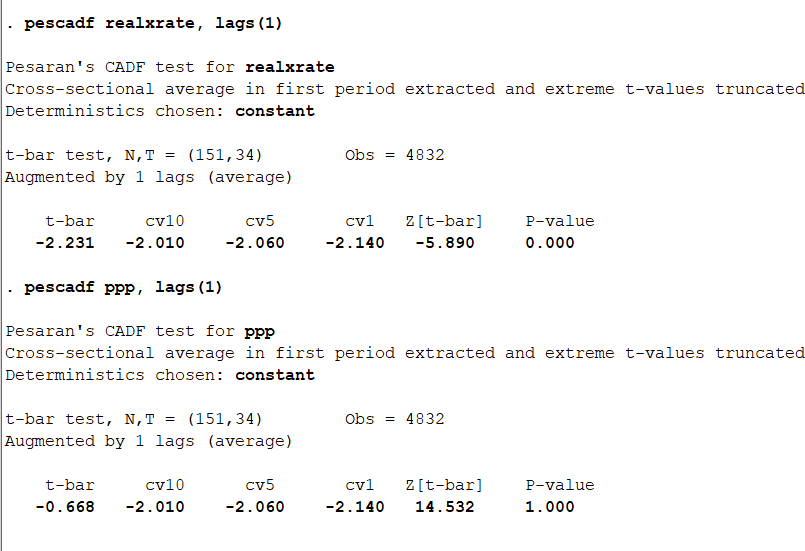 . pescadf realxrate, lags(1)
Pesaran's CADF test for realxrate
Cross-sectional average in first period extracted and extreme t-values truncated
Deterministics chosen: constant
t-bar test, N,T = (151,34) Obs = 4832
Augmented by 1 lags (average)
t-bar cv10 cv5 cv1 Z[t-bar] P-value
-2.231 -2.010 -2.060 -2.140 -5.890 0.000
. pescadf ppp, lags(1)
Pesaran's CADF test for ppp
Cross-sectional average in first period extracted and extreme t-values truncated
Deterministics chosen: constant
t-bar test, N,T = (151,34) Obs = 4832
Augmented by 1 lags (average)
t-bar cv10 cv5 cv1 Z[t-bar] P-value
-0.668 -2.010 -2.060 -2.140 14.532 1.000